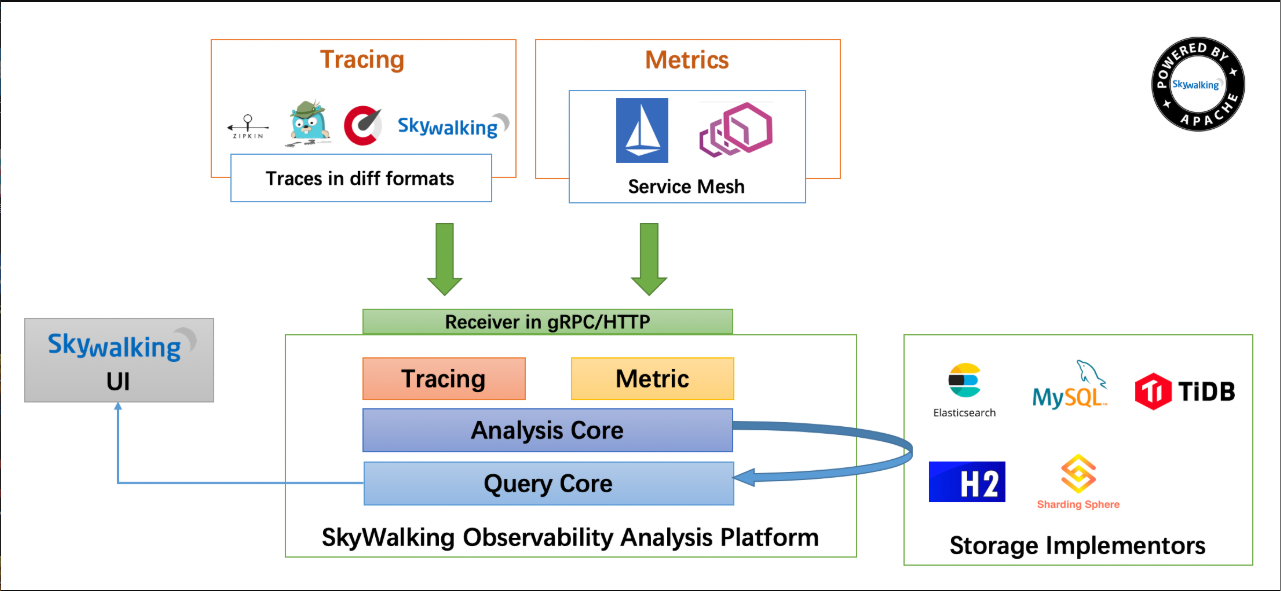 Tracing
Metrics
POWERED BY
Skywalking
APACHE
ZIPKIN
Skywalking
Traces in diff formats
Service Mesh
Receiver in gRPC/HTTP
Skywalking
UI
Tracing
Metric
Analysis Core
Query Core
SkyWalking Observability Analysis Platform
Elasticsearch
MySQL
TiDB
H2
Sharding Sphere
Storage Implementors